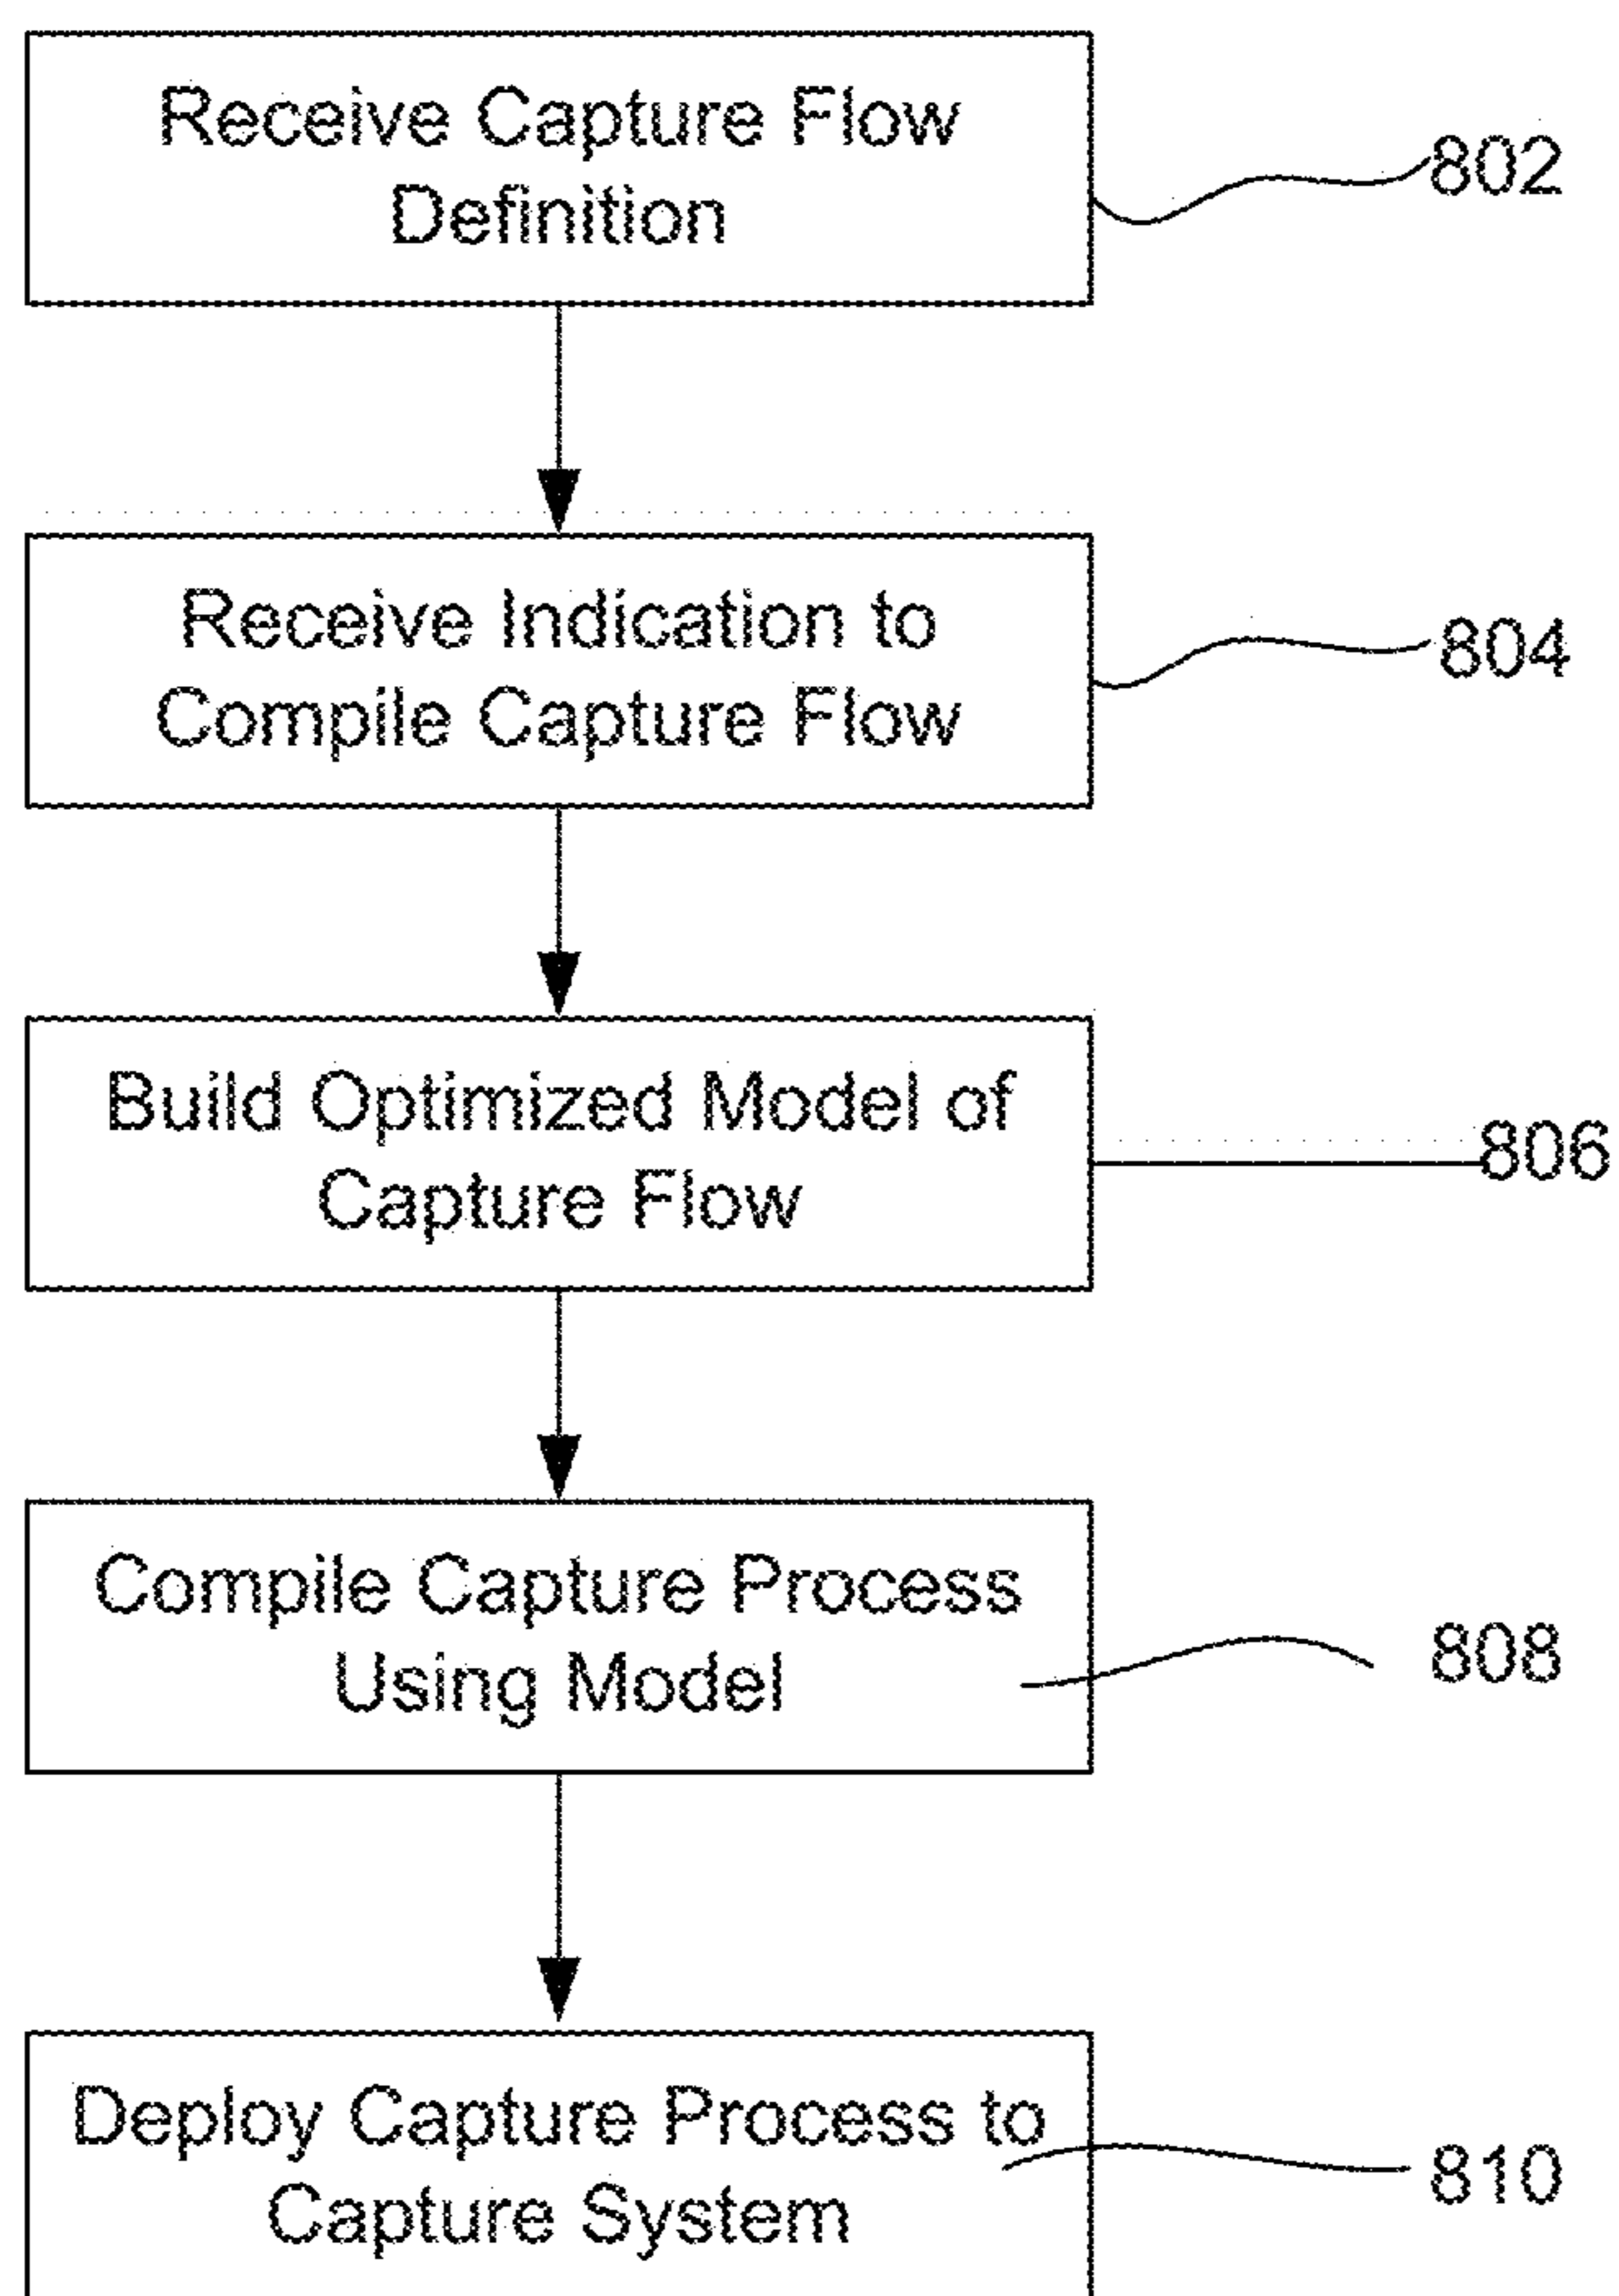 Receive Capture Flow
Definition
802
Receive Indication to
Compile Capture Flow
804
Build Optimized Model of
Capture Flow
806
Compile Capture Process
Using Model
808
Deploy Capture Process to
Capture System
810